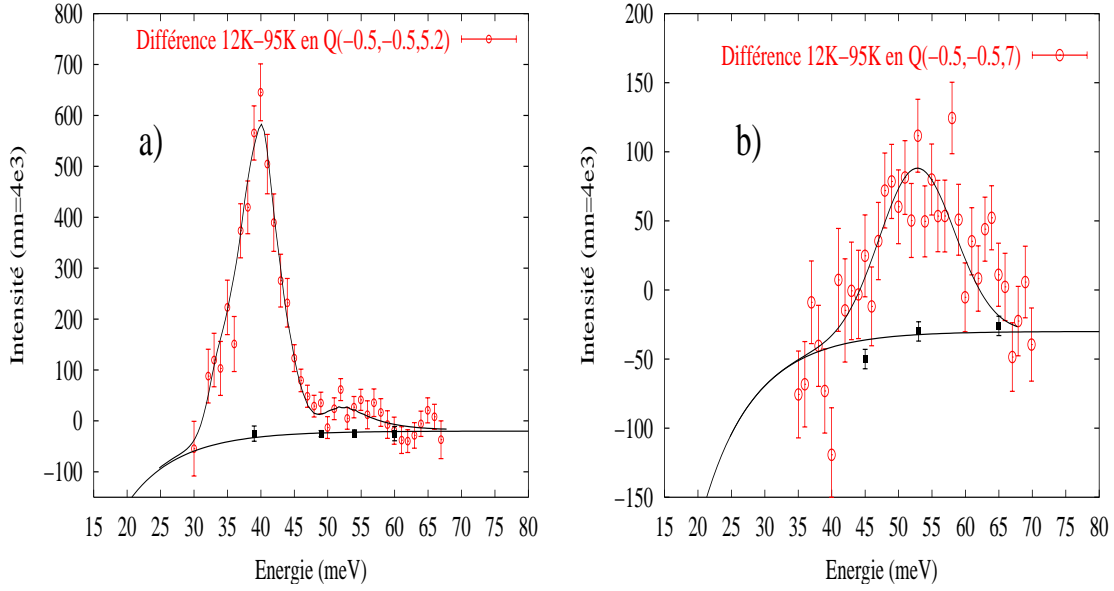 800
700
600
500
400
300
200
100
0
−100
15 20 25 30 35 40 45 50 55 60 65 70 75 80
Intensité (mn=4e3)
Energie (meV)
Différence 12K−95K en Q(−0.5,−0.5,5.2)
a)
200
150
100
50
0
−50
−100
−150
15 20 25 30 35 40 45 50 55 60 65 70 75 80
Intensité (mn=4e3)
Energie (meV)
Différence 12K−95K en Q(−0.5,−0.5,7)
b)